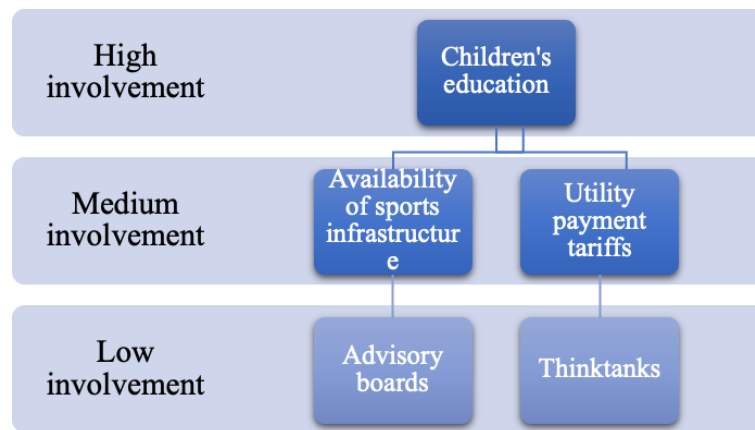 High
involvement
Children's
education
Medium
involvement
Availability
of sports
infrastructur
e
Utility
payment
tariffs
Low
involvement
Advisory
boards
Thinktanks